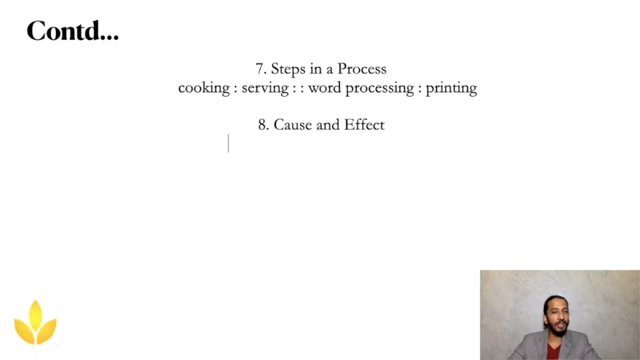 Contd...
7. Steps in a Process
cooking : serving : : word processing : printing
8. Cause and Effect